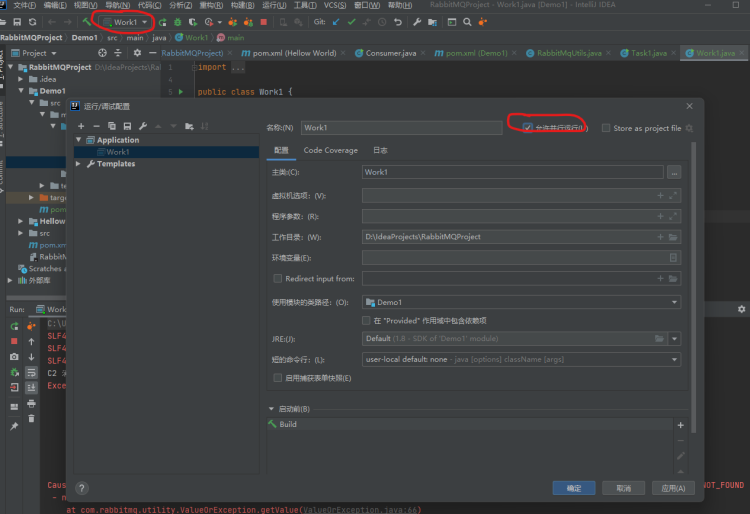 文件(F) 编辑(E) 视图(V) 导航(N) 代码(C) 分析(Z) 重构(R) 构建(B) 运行(U) 工具(T) VCS(S) 窗口(W) 帮助(H) RabbitMQProject - Work1.java [Demo1] - IntelliJ IDEA
Work1 Git:
RabbitMQProject Demo1 src main java Work1 main
Project RabbitMQProject) pom.xml (Hellow World) Consumer.java pom.xml (Demo1) RabbitMqUtils.java Task1.java Work1.java
RabbitMQProject D:\IdeaProjects\Ra
1 import ...
.idea
Demo1
5 public class Work1 {
src
m
te
targe
pom
Hellow
src
pom.xm
RabbitM
Scratches a
外部库
运行/调试配置
名称:(N) Work1 允许并行运行(U) Store as project file
Application
Work1
Templates
配置 Code Coverage 日志
主类:(C): Work1 ...
虚拟机选项: (V):
程序参数: (R):
工作目录: (W): D:\IdeaProjects\RabbitMQProject
环境变量(E):
Redirect input from:
使用模块的类路径: (O): Demo1
在 "Provided" 作用域中包含依赖项
JRE:(J): Default (1.8 - SDK of 'Demo1' module)
短的命令行: (L): user-local default: none - java [options] className [args]
启用捕获表单快照(E)
启动前(B)
Build
确定 取消 应用(A)
Run: Work
C:\
SLF4
SLF4
SLF4
Exce
Caus NOT_FOUND
- m
at com.rabbitmq.utility.ValueOrException.getValue(ValueOrException.java:66)